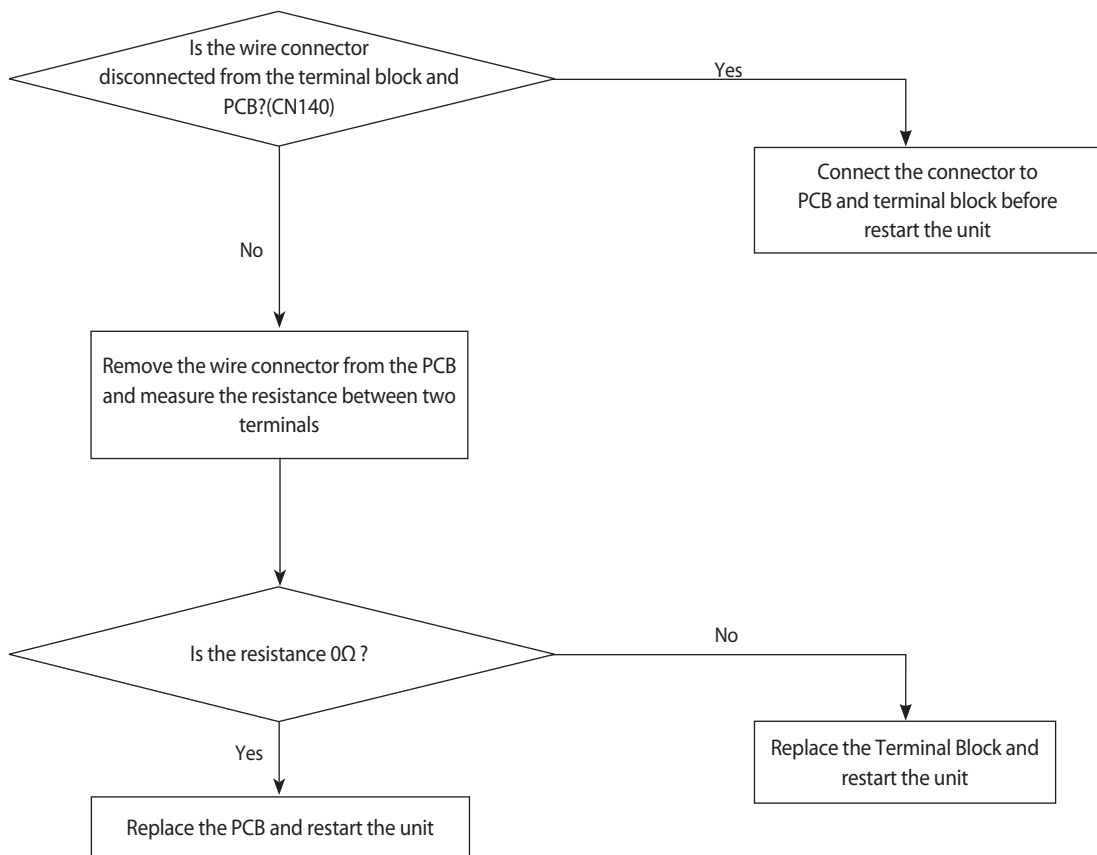 Is the wire connector
disconnected from the terminal block and
PCB?(CN140)
Yes
Connect the connector to
PCB and terminal block before
restart the unit
No
Remove the wire connector from the PCB
and measure the resistance between two
terminals
Is the resistance 0Ω ?
No
Yes
Replace the Terminal Block and
restart the unit
Replace the PCB and restart the unit